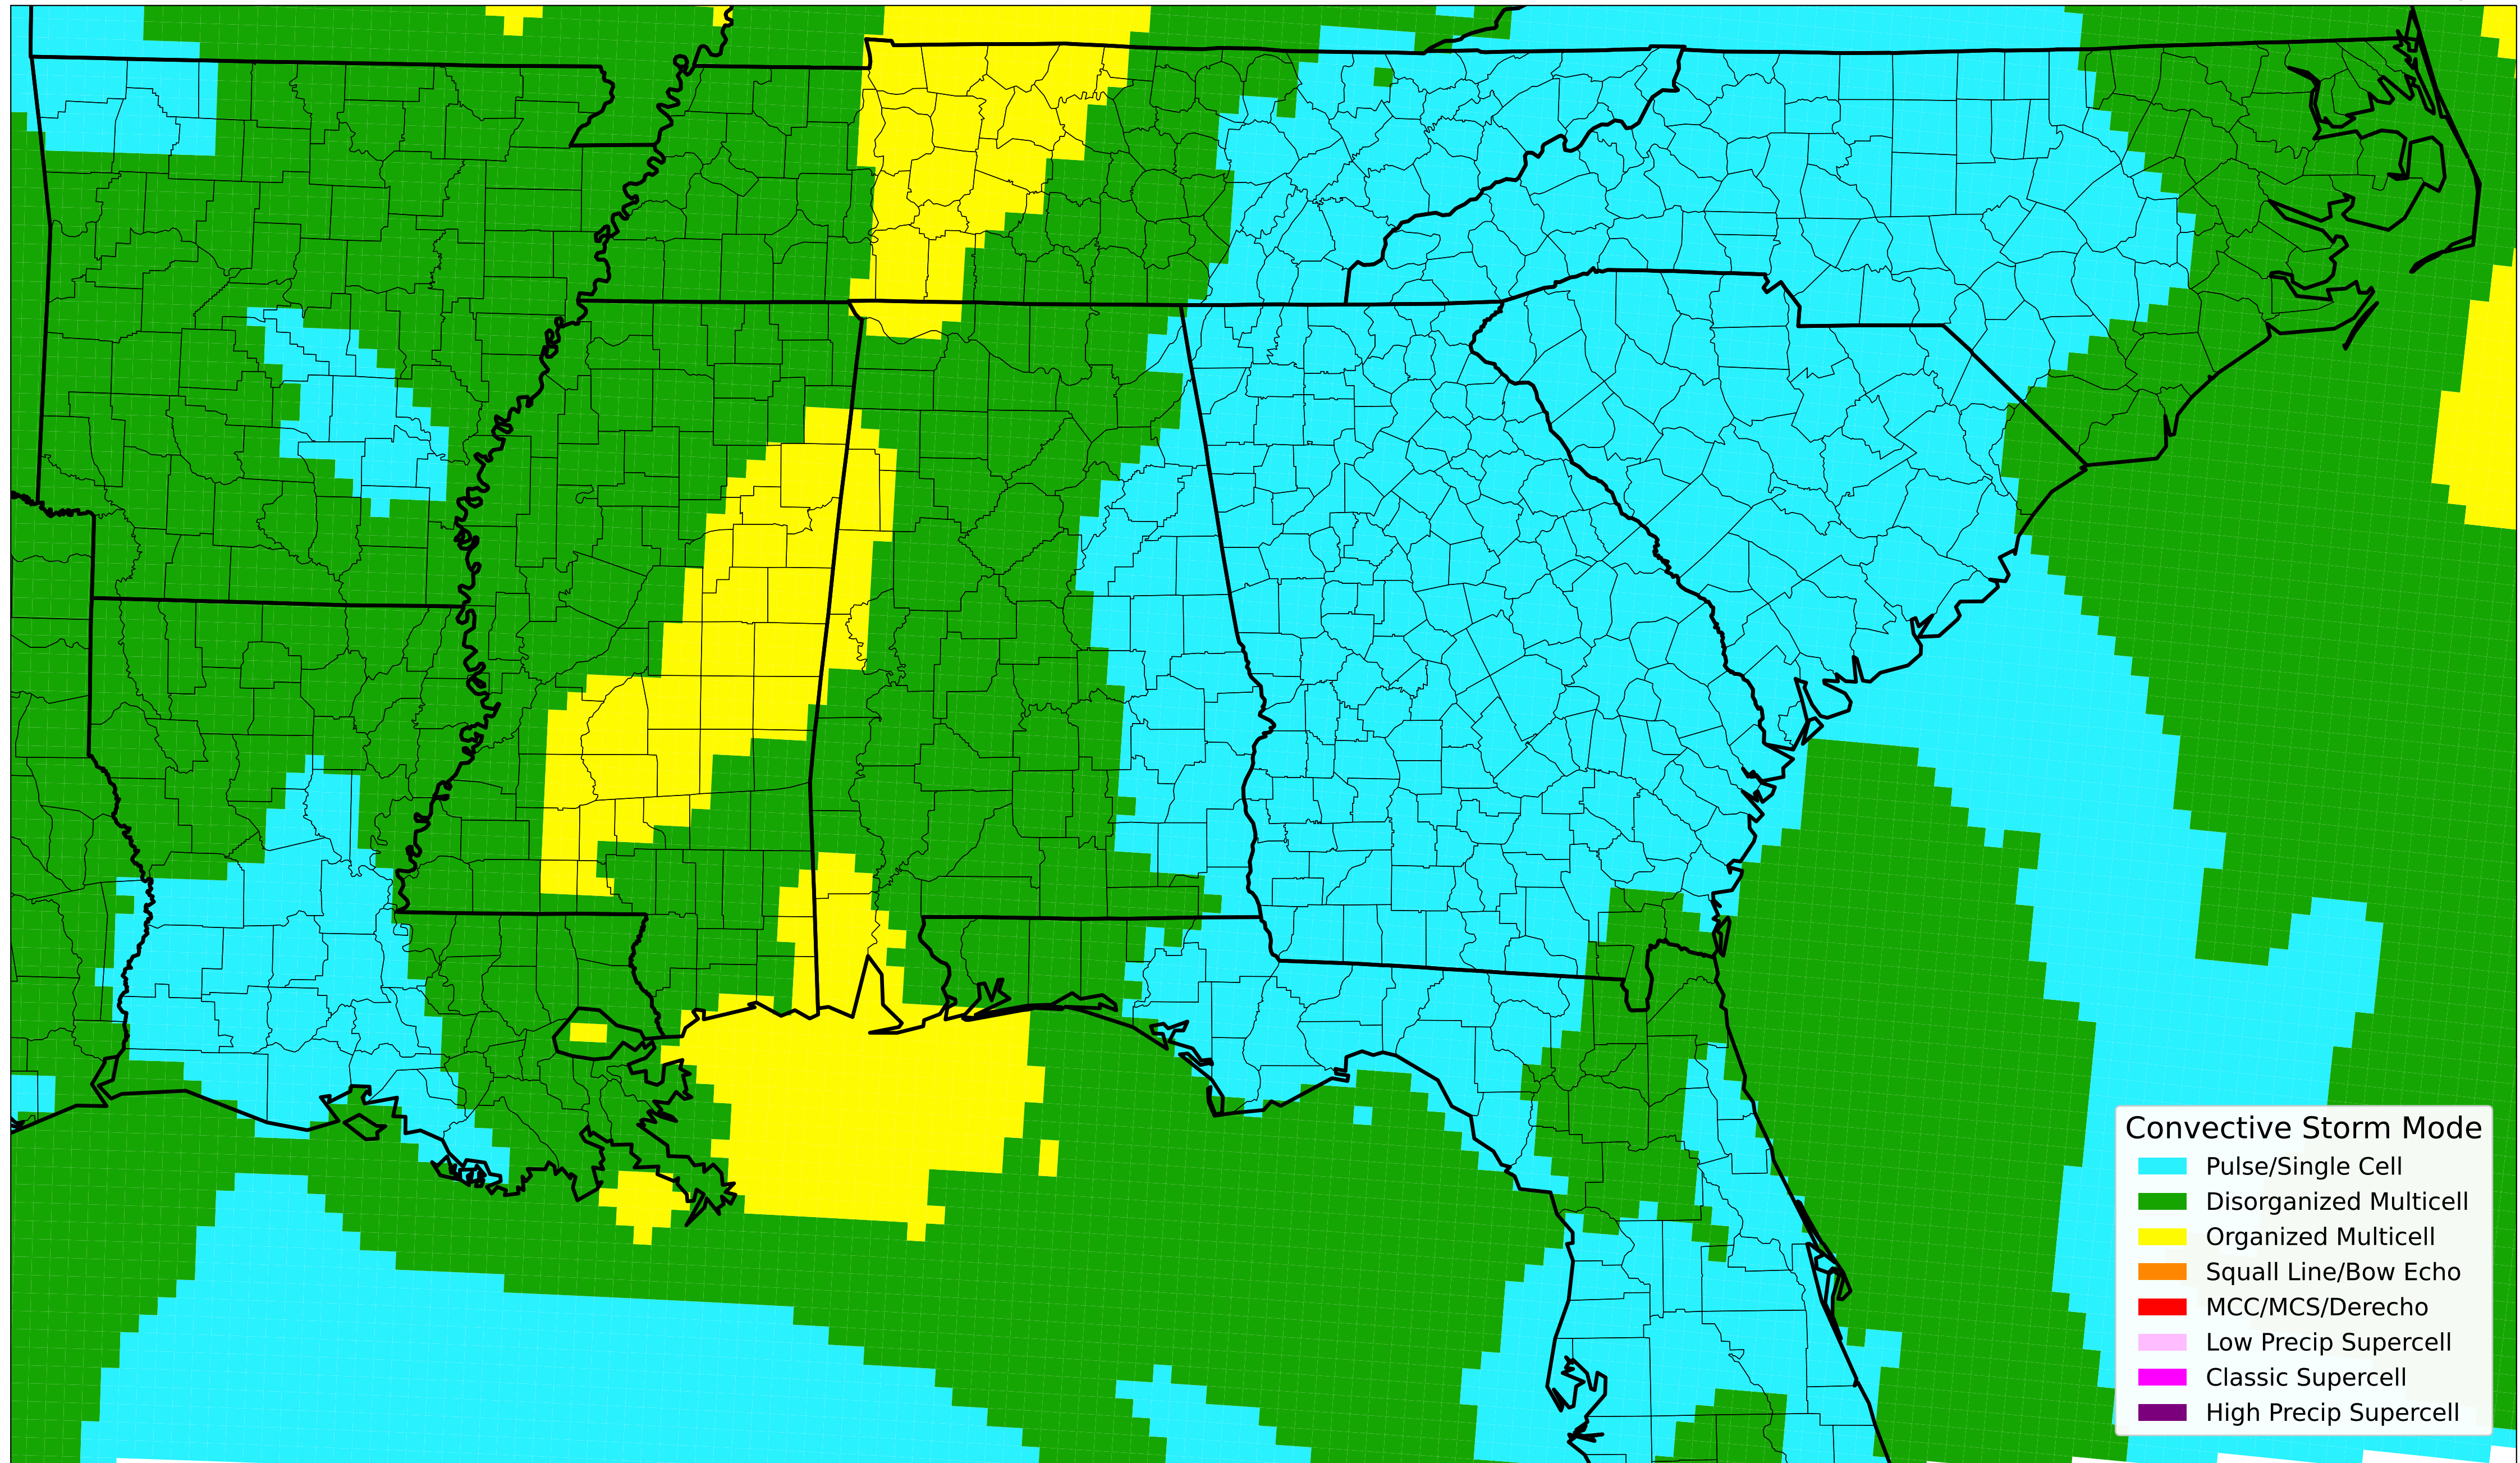 Convective Storm Mode
Pulse/Single Cell
Disorganized Multicell
Organized Multicell
Squall Line/Bow Echo
MCC/MCS/Derecho
Low Precip Supercell
Classic Supercell
High Precip Supercell